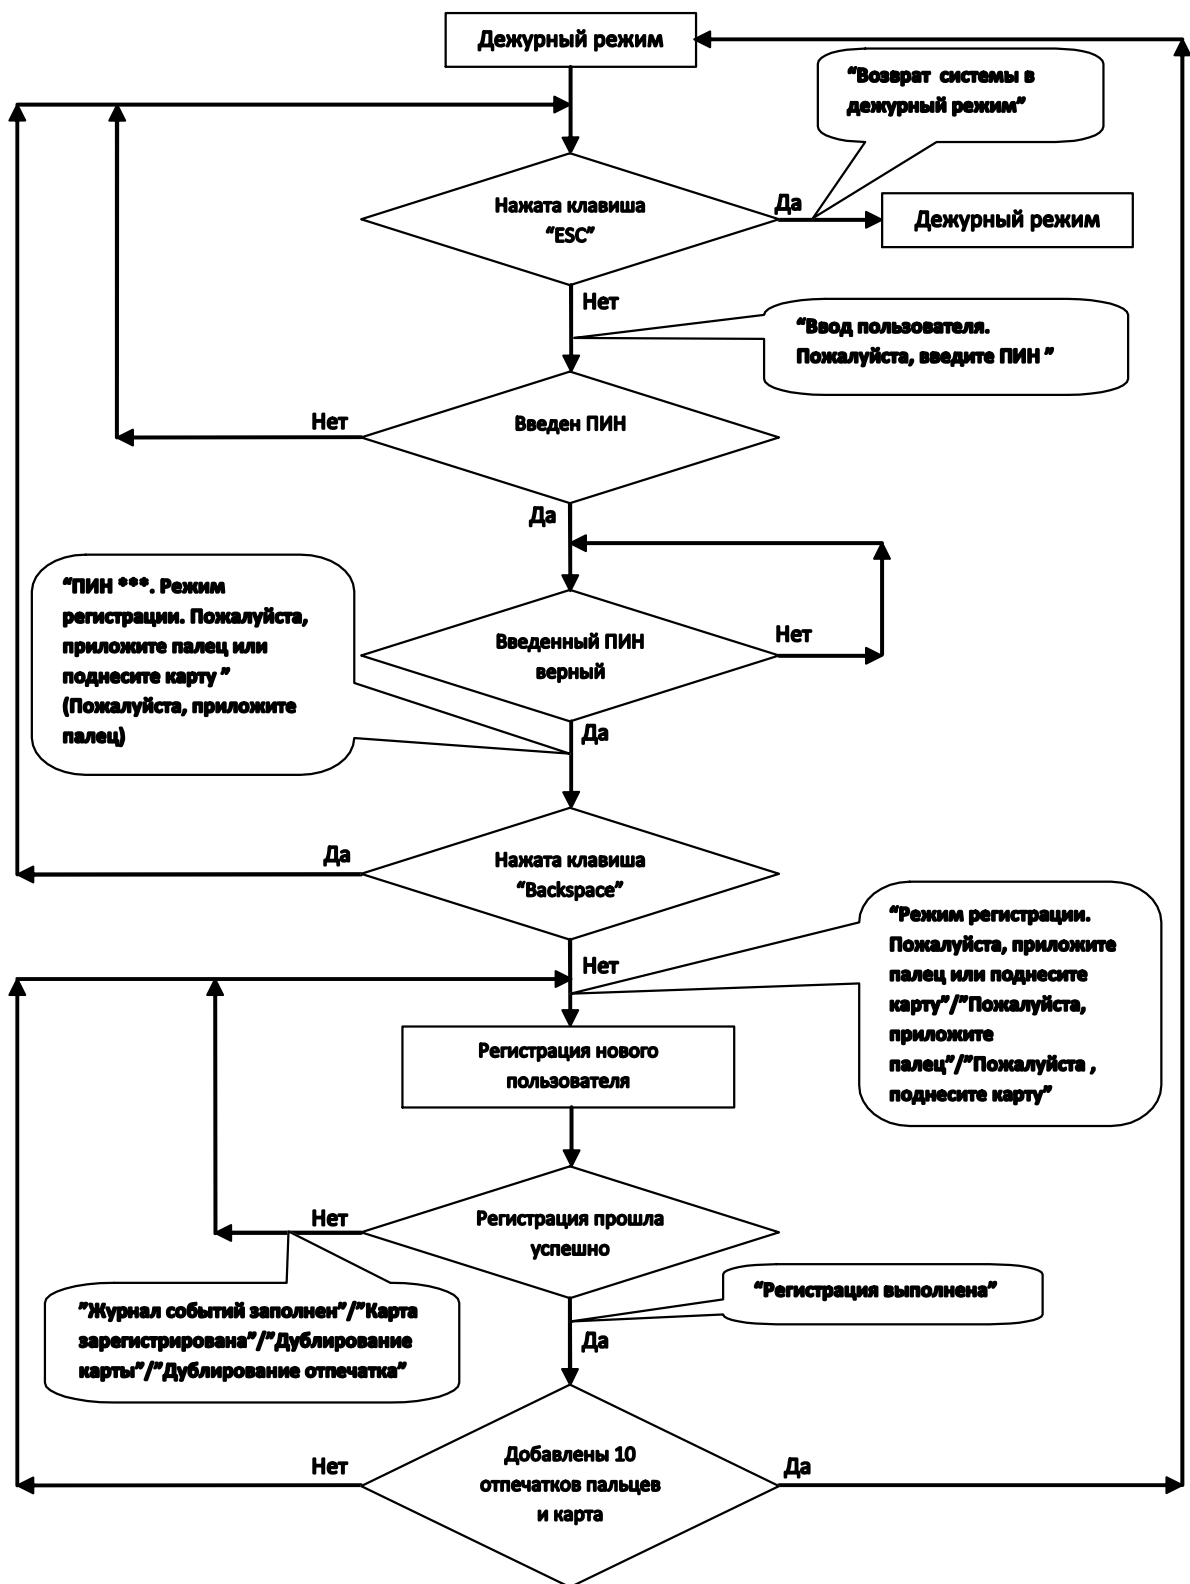 Дежурный режим
“Возврат системы в
дежурный режим”
Нажата клавиша
“ESC”
Да
Дежурный режим
Нет
“Ввод пользователя.
Пожалуйста, введите ПИН ”
Нет
Введен ПИН
Да
“ПИН ***. Режим
регистрации. Пожалуйста,
приложите палец или
поднесите карту ”
(Пожалуйста, приложите
палец)
Введенный ПИН
верный
Нет
Да
Да
Нажата клавиша
“Backspace”
“Режим регистрации.
Пожалуйста, приложите
палец или поднесите
карту”/”Пожалуйста,
приложите
палец”/”Пожалуйста ,
поднесите карту”
Нет
Регистрация нового
пользователя
Нет
Регистрация прошла
успешно
”Журнал событий заполнен”/”Карта
зарегистрирована”/”Дублирование
карты”/”Дублирование отпечатка”
“Регистрация выполнена”
Да
Нет
Добавлены 10
отпечатков пальцев
и карта
Да